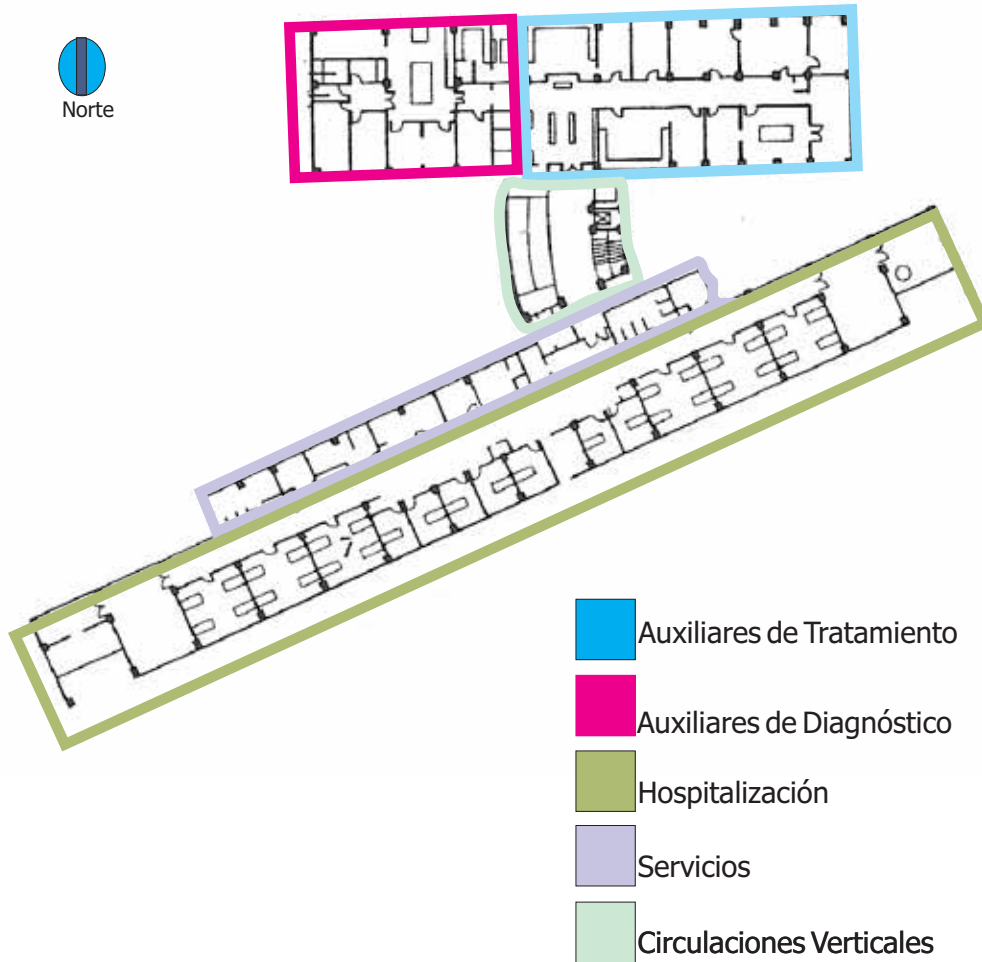 Norte
Auxiliares de Tratamiento
Auxiliares de Diagnóstico
Hospitalización
Servicios
Circulaciones Verticales